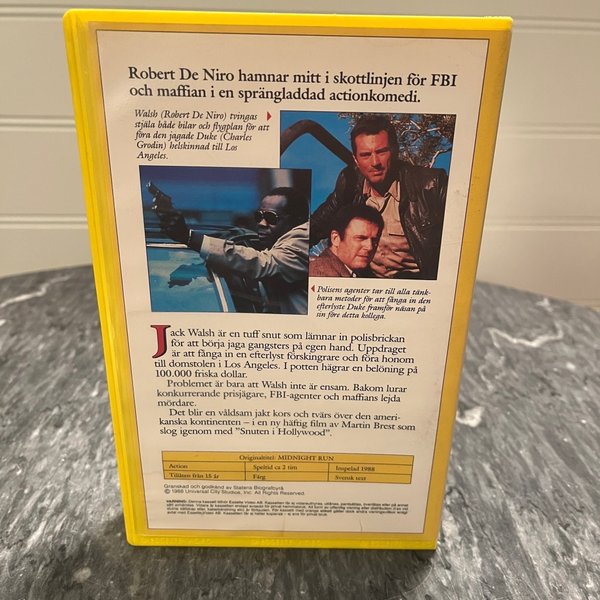 Robert De Niro hamnar mitt i skottlinjen för FBI
och maffian i en sprängladdad actionkomedi.
Walsh (Robert De Niro) tvingas
stjäla både bilar och flygplan för att
föra den jagade Duke (Charles
Grodin) helskinnad till Los
Angeles.
Polisens agenter tar till alla tänk-
bara metoder för att fånga in den
efterlyste Duke framför näsan på
sin före detta kollega.
Jack Walsh är en tuff snut som lämnar in polisbrickan
för att börja jaga gangsters på egen hand. Uppdraget
är att fånga in en efterlyst förskingrare och föra honom
till domstolen i Los Angeles. I potten hägrar en belöning på
100.000 friska dollar.
Problemet är bara att Walsh inte är ensam. Bakom lurar
konkurrerande prisjägare, FBI-agenter och maffians lejda
mördare.
Det blir en våldsam jakt kors och tvärs över den ameri-
kanska kontinenten – i en ny häftig film av Martin Brest som
slog igenom med "Snuten i Hollywood".
Originaltitel: MIDNIGHT RUN
Action Speltid ca 2 tim Inspelad 1988
Tillåten från 15 år Färg Svensk text
Granskad och godkänd av Statens Biografbyrå.
© 1988 Universal City Studios, Inc. All Rights Reserved.
VARNING: Denna kassett tillhör Esselte Video AB.